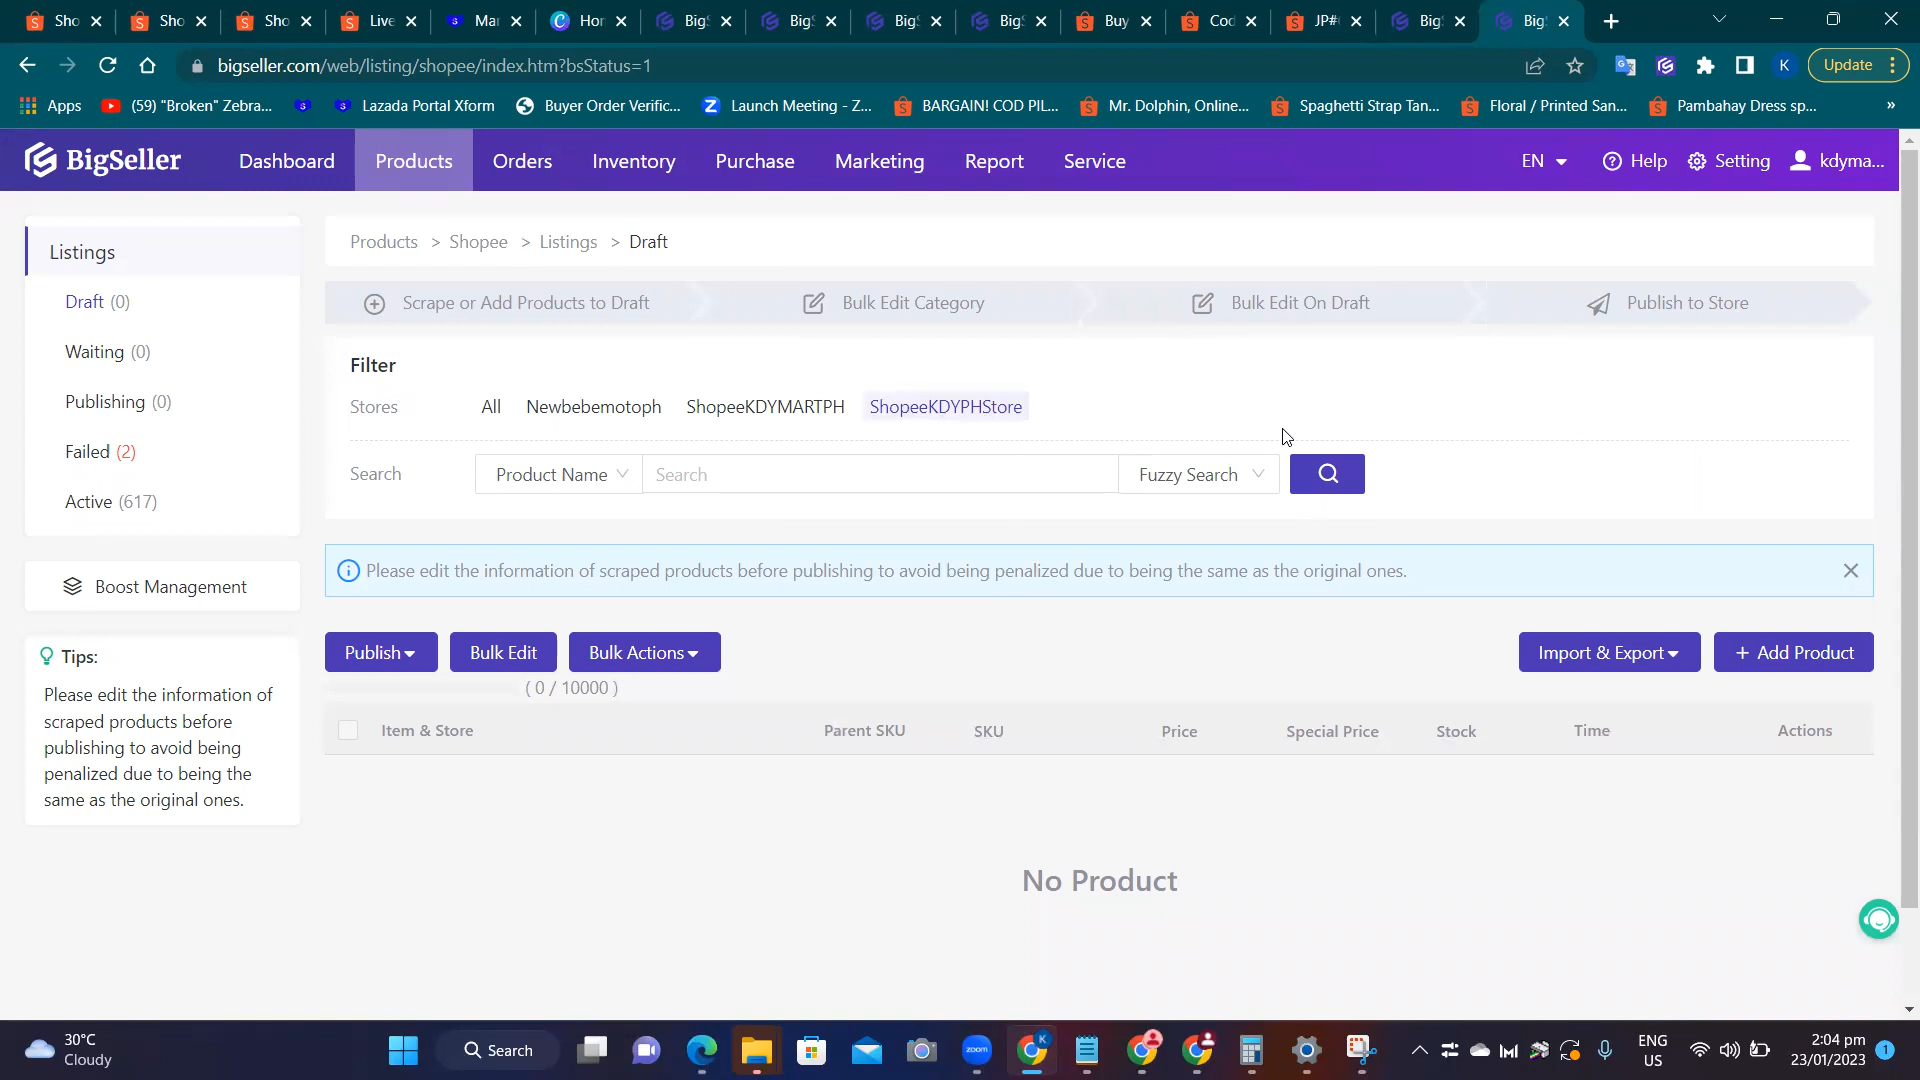 Sho
Sho
Sho
Live
Mar
Hor
BigS
BigS
BigS
BigS
Buy
Cod
JP#
BigS
BigS
bigseller.com/web/listing/shopee/index.htm?bsStatus=1
K
Update
Apps
(59) "Broken" Zebra...
Lazada Portal Xform
Buyer Order Verific...
Launch Meeting - Z...
BARGAIN! COD PIL...
Mr. Dolphin, Online...
Spaghetti Strap Tan...
Floral / Printed San...
Pambahay Dress sp...
»
BigSeller
Dashboard
Products
Orders
Inventory
Purchase
Marketing
Report
Service
EN
Help
Setting
kdyma...
Listings
Draft (0)
Waiting (0)
Publishing (0)
Failed (2)
Active (617)
Boost Management
Tips:
Please edit the information of
scraped products before
publishing to avoid being
penalized due to being the
same as the original ones.
Products > Shopee > Listings > Draft
Scrape or Add Products to Draft
Bulk Edit Category
Bulk Edit On Draft
Publish to Store
Filter
Stores
All
Newbebemotoph
ShopeeKDYMARTPH
ShopeeKDYPHStore
Search
Product Name
Search
Fuzzy Search
Please edit the information of scraped products before publishing to avoid being penalized due to being the same as the original ones.
Publish
Bulk Edit
Bulk Actions
Import & Export
+ Add Product
( 0 / 10000 )
Item & Store
Parent SKU
SKU
Price
Special Price
Stock
Time
Actions
No Product
30°C
Cloudy
Search
zoom
K
ENG
US
2:04 pm
23/01/2023
1